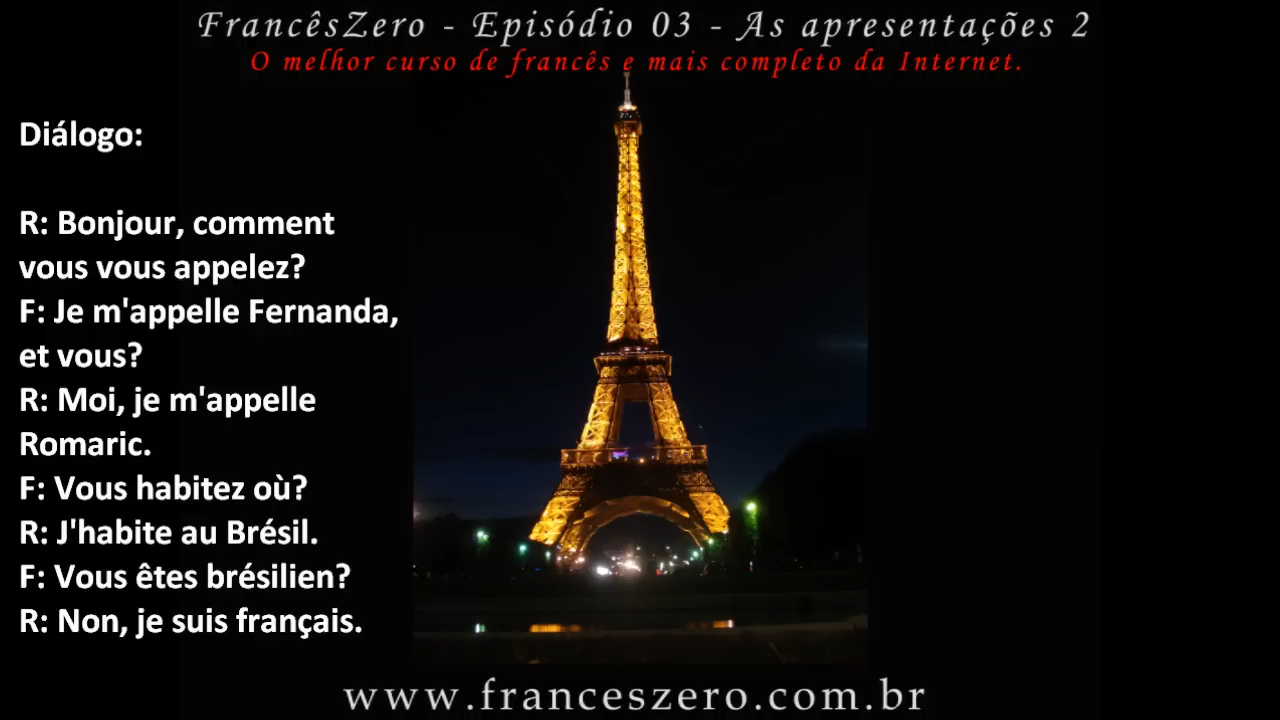 FrancêsZero - Episódio 03 - As apresentações 2
O melhor curso de francês e mais completo da Internet.
Diálogo:
R: Bonjour, comment
vous vous appelez?
F: Je m'appelle Fernanda,
et vous?
R: Moi, je m'appelle
Romaric.
F: Vous habitez où?
R: J'habite au Brésil.
F: Vous êtes brésilien?
R: Non, je suis français.
www.franceszero.com.br